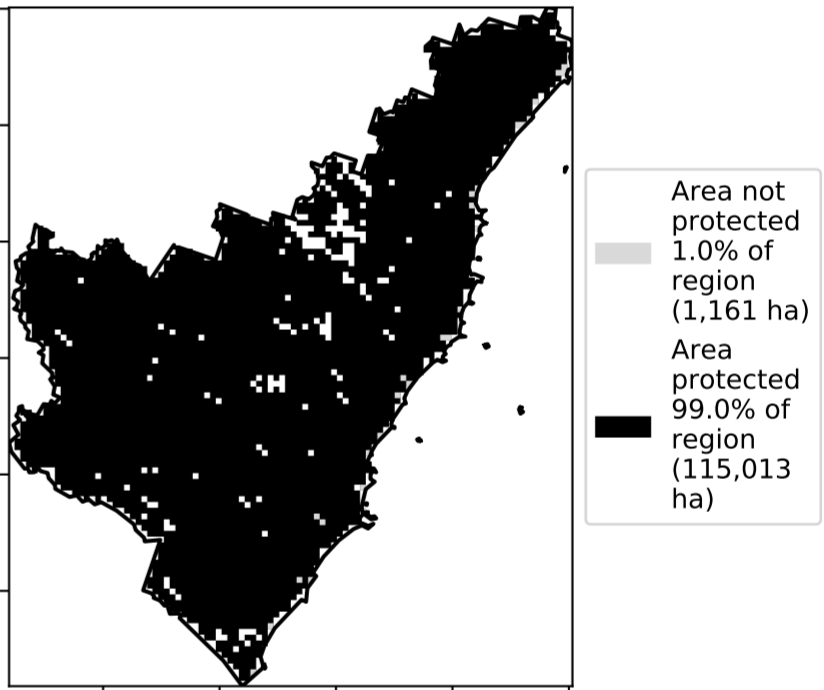 Area not
protected
1.0% of
region
(1,161 ha)
Area
protected
99.0% of
region
(115,013
ha)